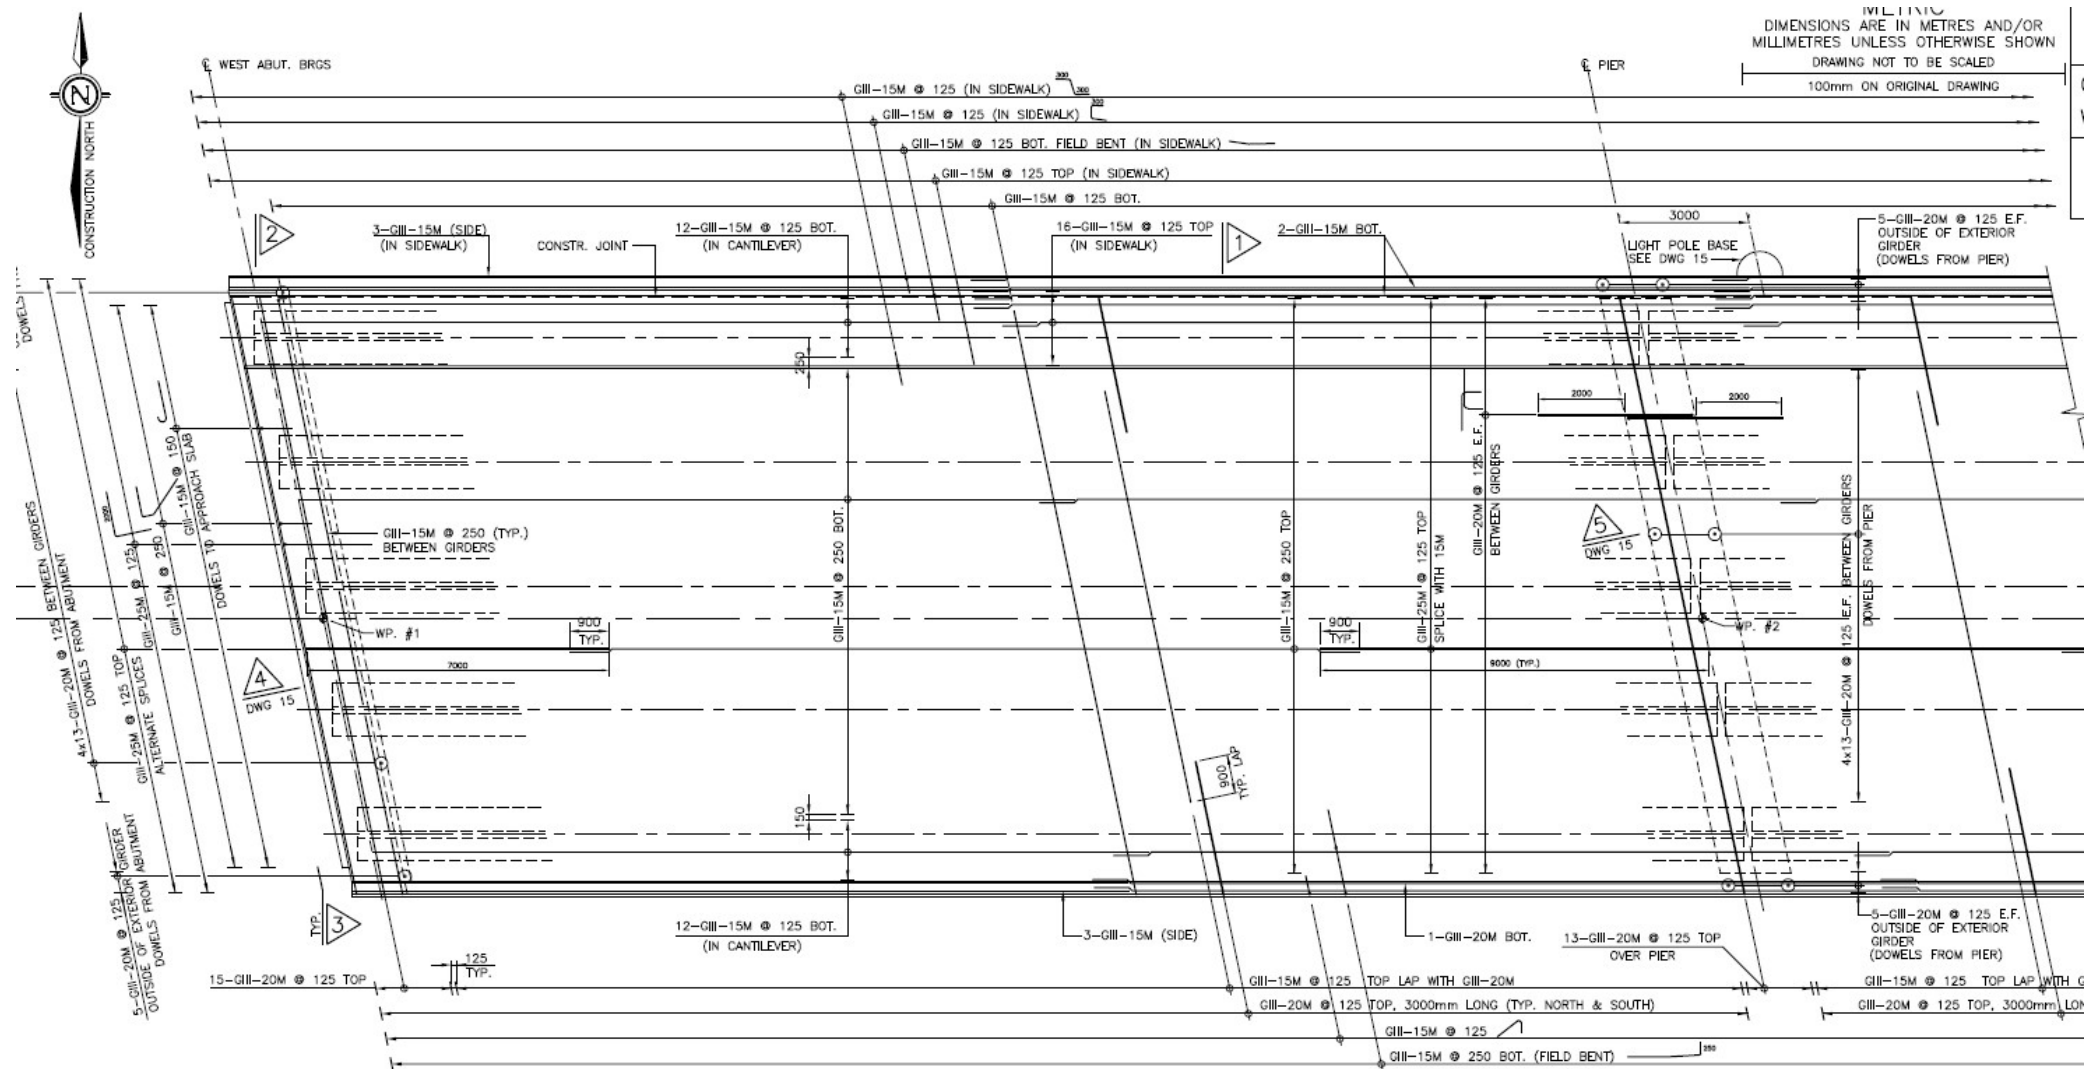 METRIC
DIMENSIONS ARE IN METRES AND/OR
MILLIMETRES UNLESS OTHERWISE SHOWN
DRAWING NOT TO BE SCALED
100mm ON ORIGINAL DRAWING
N
CONSTRUCTION NORTH
℄ WEST ABUT. BRGS
℄ PIER
GIII-15M @ 125 (IN SIDEWALK)
300
300
GIII-15M @ 125 (IN SIDEWALK)
300
GIII-15M @ 125 BOT. FIELD BENT (IN SIDEWALK)
GIII-15M @ 125 TOP (IN SIDEWALK)
GIII-15M @ 125 BOT.
2
3-GIII-15M (SIDE)
(IN SIDEWALK)
CONSTR. JOINT
12-GIII-15M @ 125 BOT.
(IN CANTILEVER)
16-GIII-15M @ 125 TOP
(IN SIDEWALK)
1
2-GIII-15M BOT.
3000
LIGHT POLE BASE
SEE DWG 15
5-GIII-20M @ 125 E.F.
OUTSIDE OF EXTERIOR
GIRDER
(DOWELS FROM PIER)
DOWELS
250
2000
2000
GIII-15M @ 150
DOWELS TO APPROACH SLAB
GIII-15M @ 250
GIII-25M @ 125
GIII-25M @ 125 TOP
ALTERNATE SPLICES
4x13-GIII-20M @ 125 BETWEEN GIRDERS
DOWELS FROM ABUTMENT
5-GIII-20M @ 125
OUTSIDE OF EXTERIOR GIRDER
DOWELS FROM ABUTMENT
GIII-15M @ 250 (TYP.)
BETWEEN GIRDERS
GIII-15M @ 250 BOT.
GIII-15M @ 250 TOP
GIII-25M @ 125 TOP
SPLICE WITH 15M
GIII-20M @ 125 E.F.
BETWEEN GIRDERS
5
DWG 15
4x13-GIII-20M @ 125 E.F. BETWEEN GIRDERS
DOWELS FROM PIER
WP. #1
900
TYP.
7000
900
TYP.
9000 (TYP.)
WP. #2
4
DWG 15
900
TYP. LAP
150
TYP.
3
12-GIII-15M @ 125 BOT.
(IN CANTILEVER)
3-GIII-15M (SIDE)
1-GIII-20M BOT.
13-GIII-20M @ 125 TOP
OVER PIER
5-GIII-20M @ 125 E.F.
OUTSIDE OF EXTERIOR
GIRDER
(DOWELS FROM PIER)
15-GIII-20M @ 125 TOP
125
TYP.
GIII-15M @ 125 TOP LAP WITH GIII-20M
GIII-15M @ 125 TOP LAP WITH G
GIII-20M @ 125 TOP, 3000mm LONG (TYP. NORTH & SOUTH)
GIII-20M @ 125 TOP, 3000mm LON
GIII-15M @ 125
GIII-15M @ 250 BOT. (FIELD BENT)
250